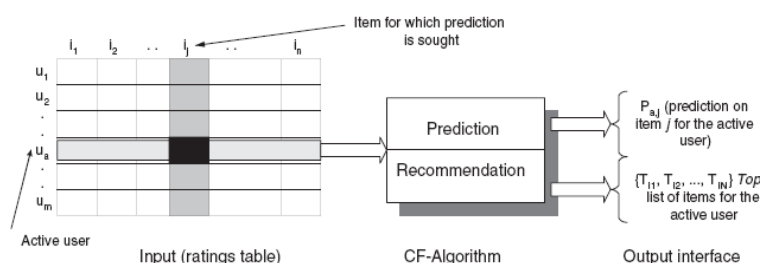 Item for which prediction
is sought
i1 i2 . . ij . . in
u1
u2
.
.
ua
.
.
um
Active user
Prediction
Recommendation
Pa,j (prediction on
item j for the active
user)
{Ti1, Ti2, ..., TiN} Top
list of items for the
active user
Input (ratings table)
CF-Algorithm
Output interface